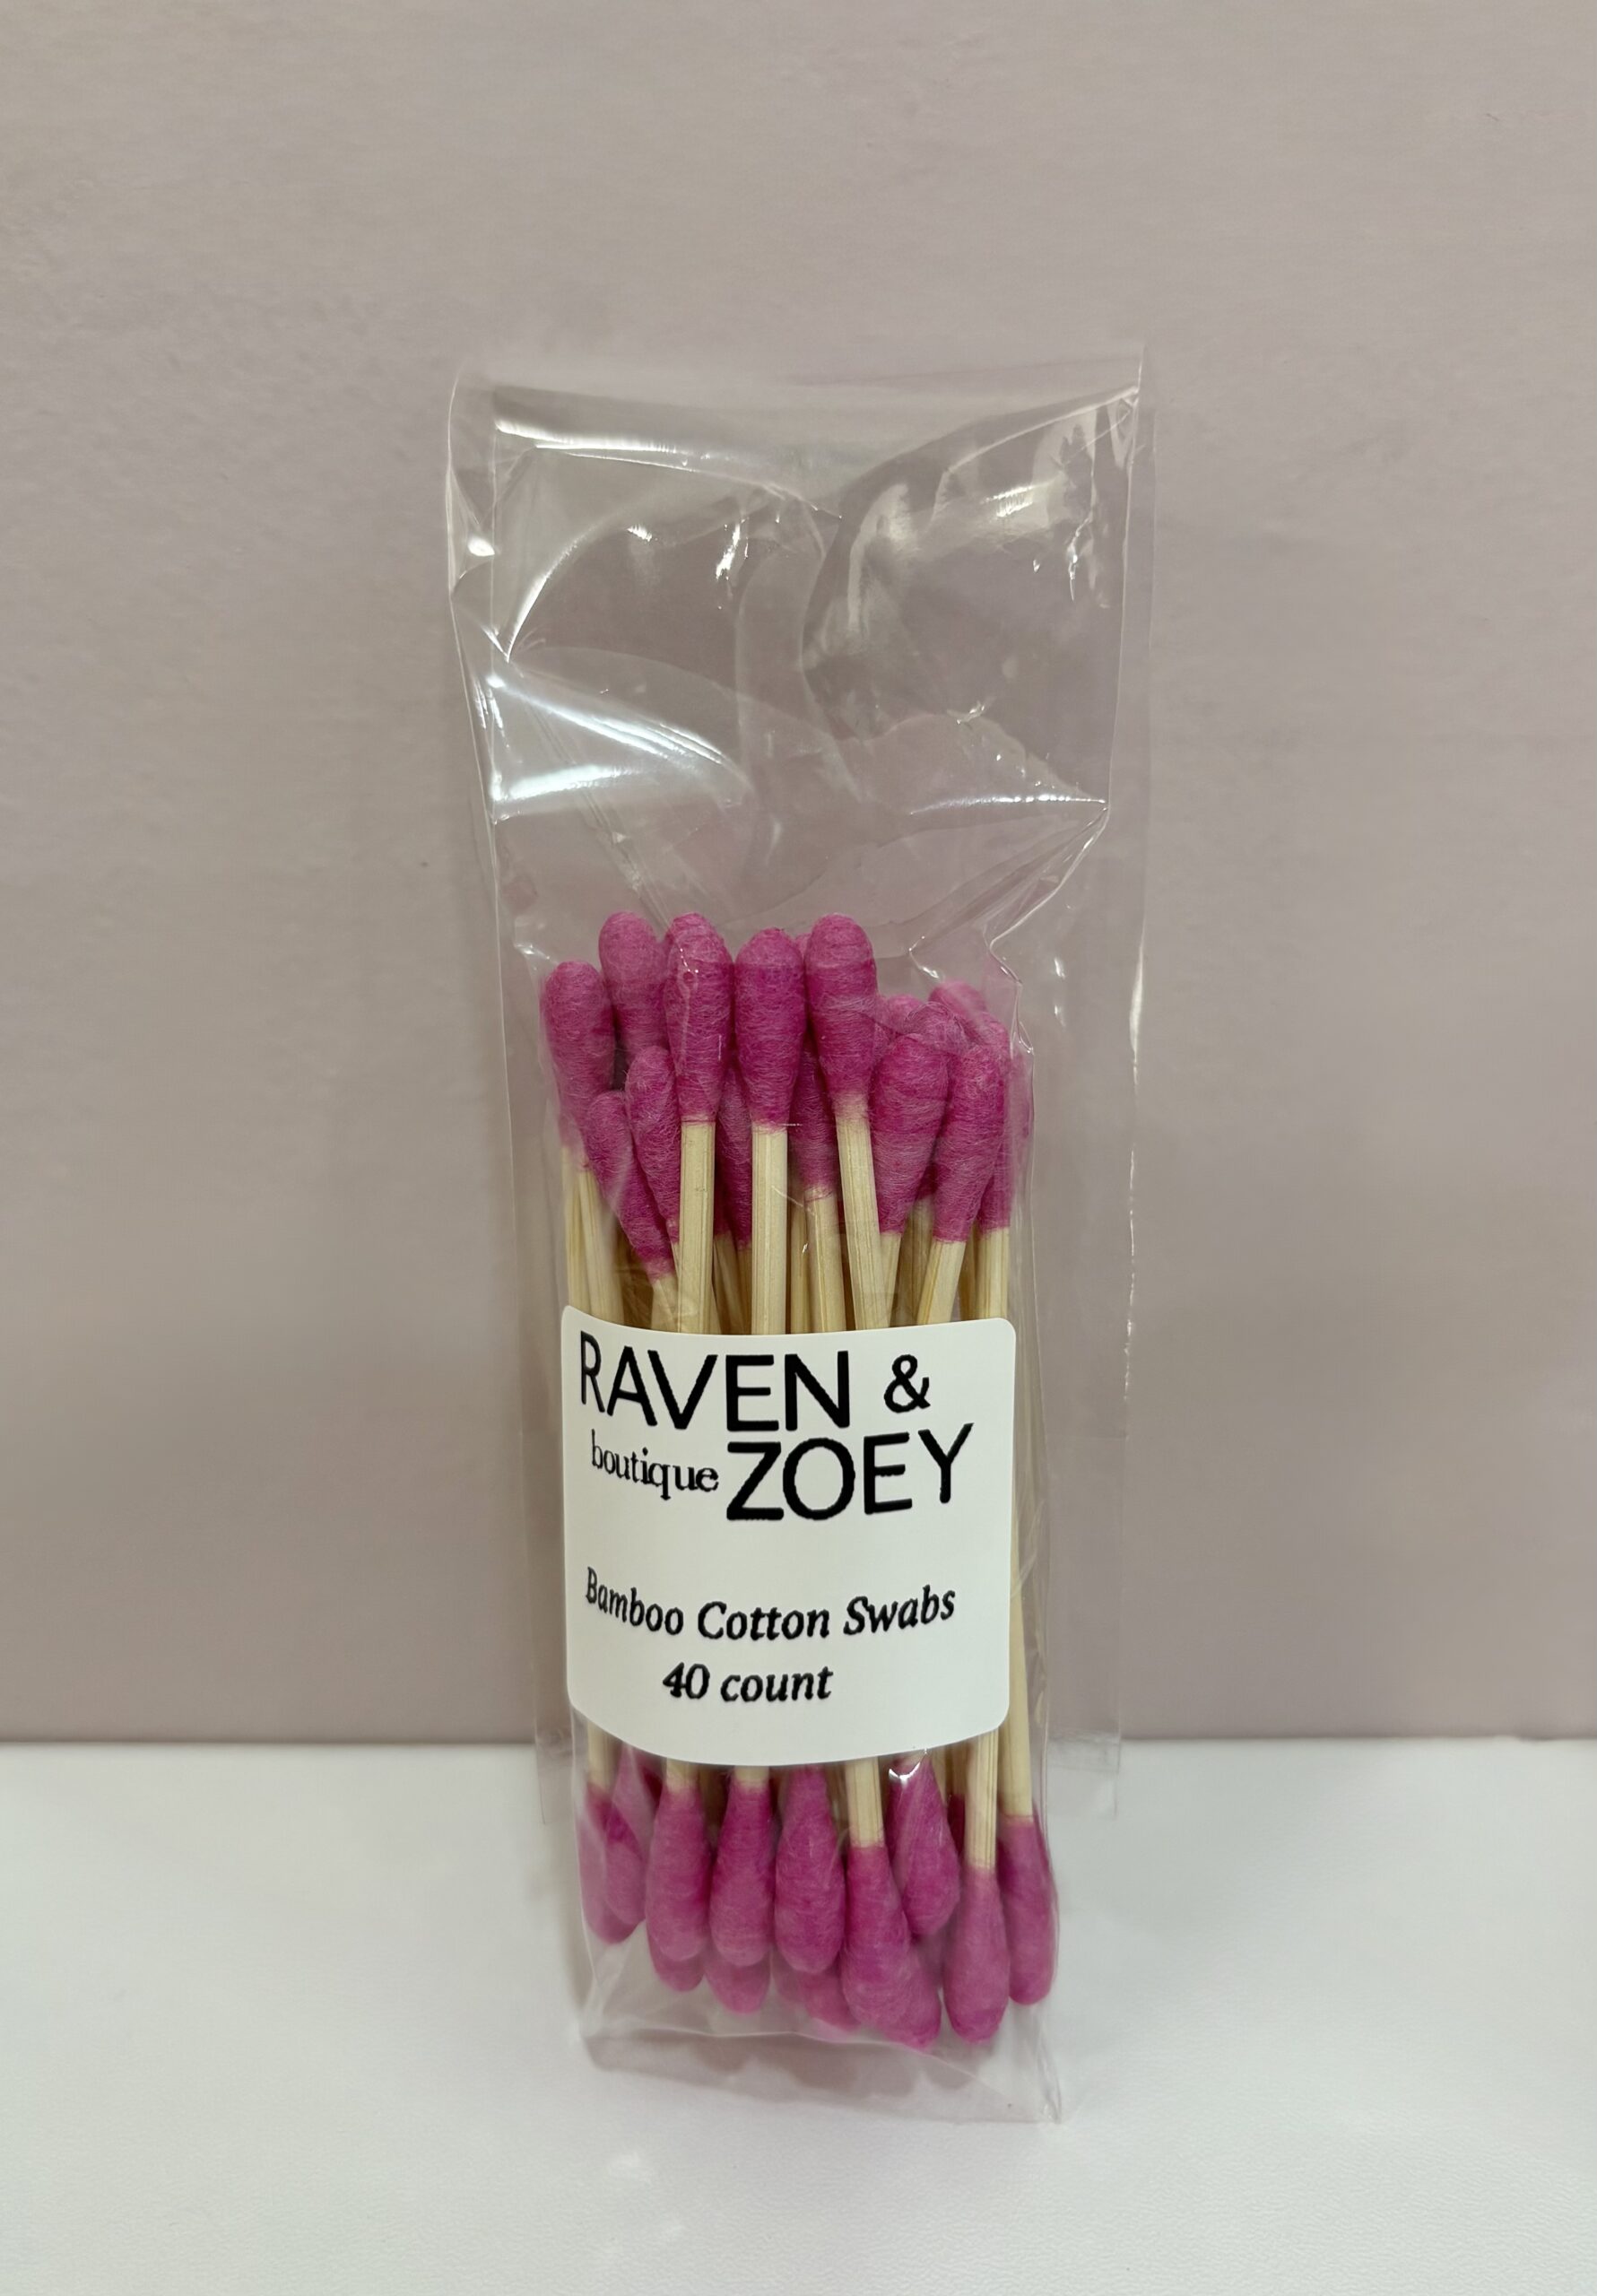 RAVEN &
boutique ZOEY
Bamboo Cotton Swabs
40 count